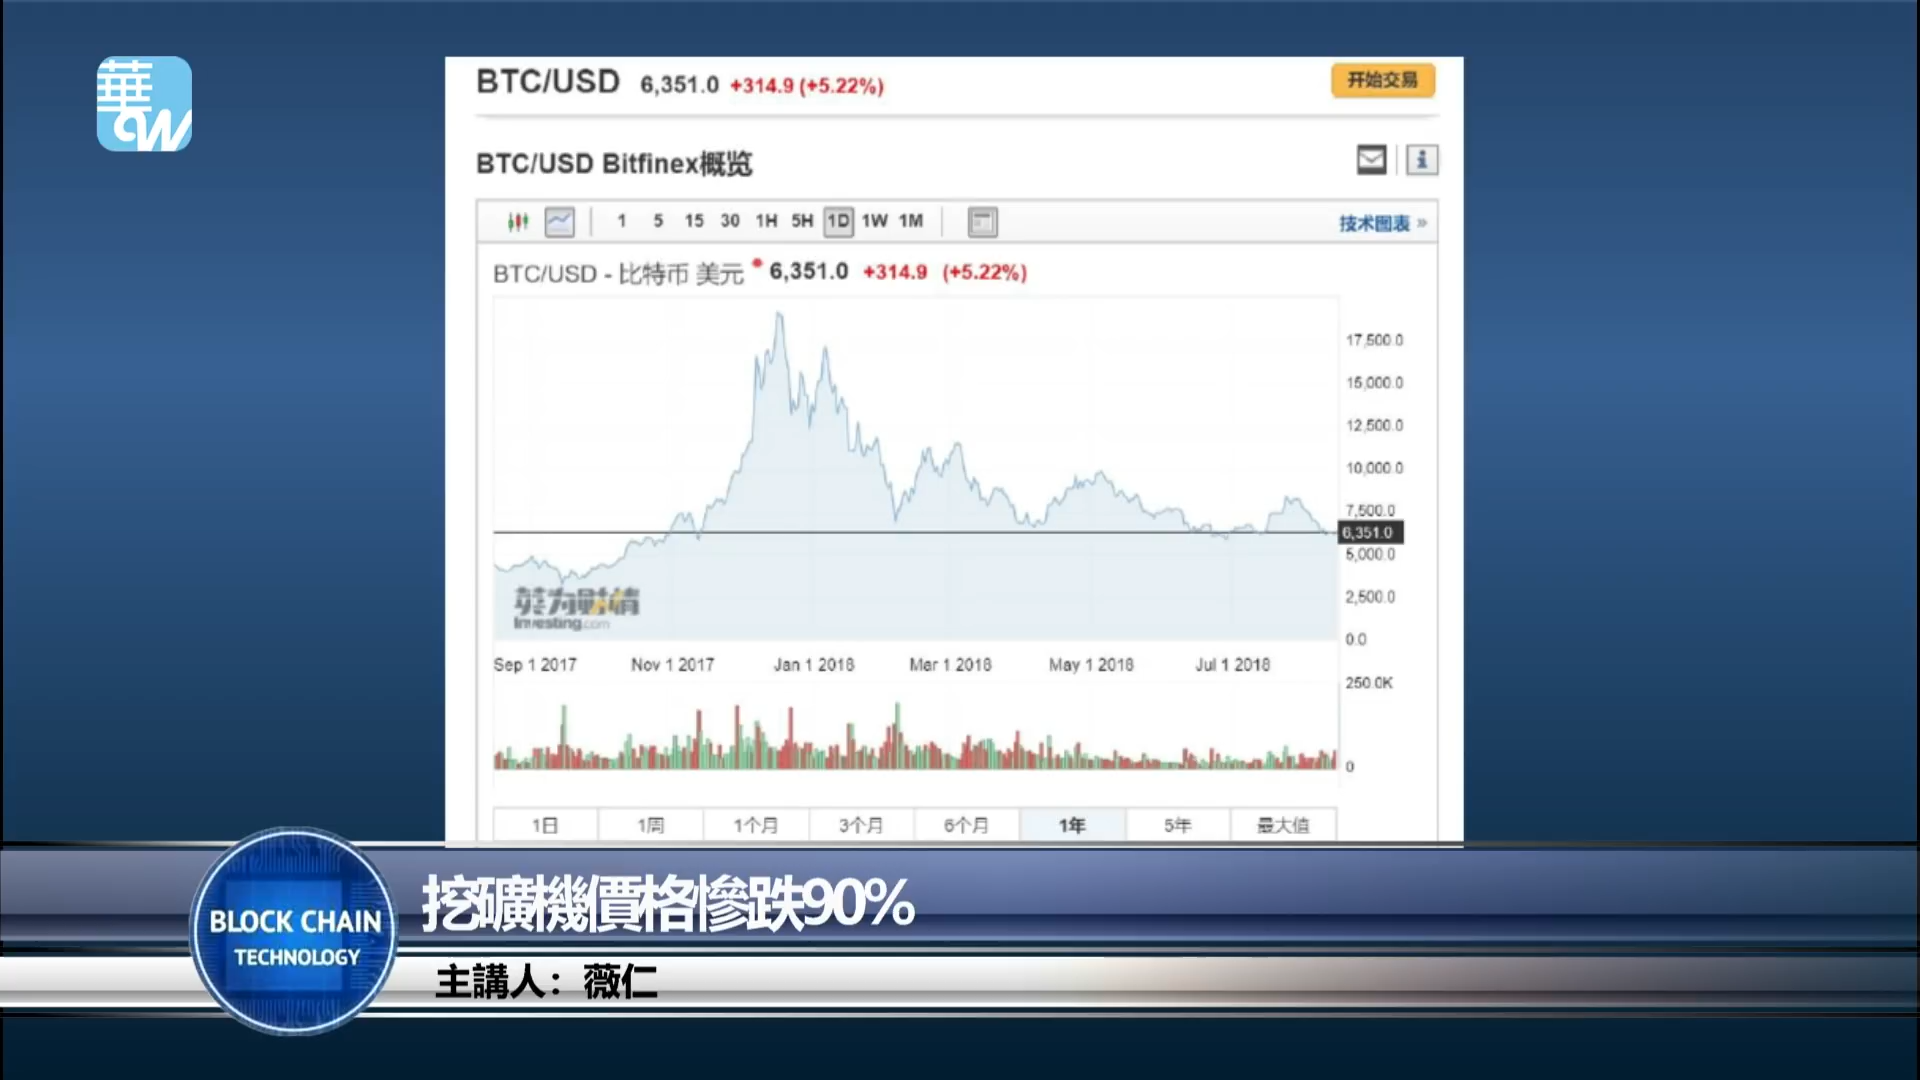 華
aw
BTC/USD 6,351.0 +314.9 (+5.22%)
开始交易
BTC/USD Bitfinex概览
1 5 15 30 1H 5H 1D 1W 1M
技术图表 »
BTC/USD - 比特币 美元 6,351.0 +314.9 (+5.22%)
17,500.0
15,000.0
12,500.0
10,000.0
7,500.0
6,351.0
5,000.0
2,500.0
0.0
英为财情
Investing.com
Sep 1 2017 Nov 1 2017 Jan 1 2018 Mar 1 2018 May 1 2018 Jul 1 2018
250.0K
0
1日 1周 1个月 3个月 6个月 1年 5年 最大值
BLOCK CHAIN
TECHNOLOGY
挖礦機價格慘跌90%
主講人：薇仁